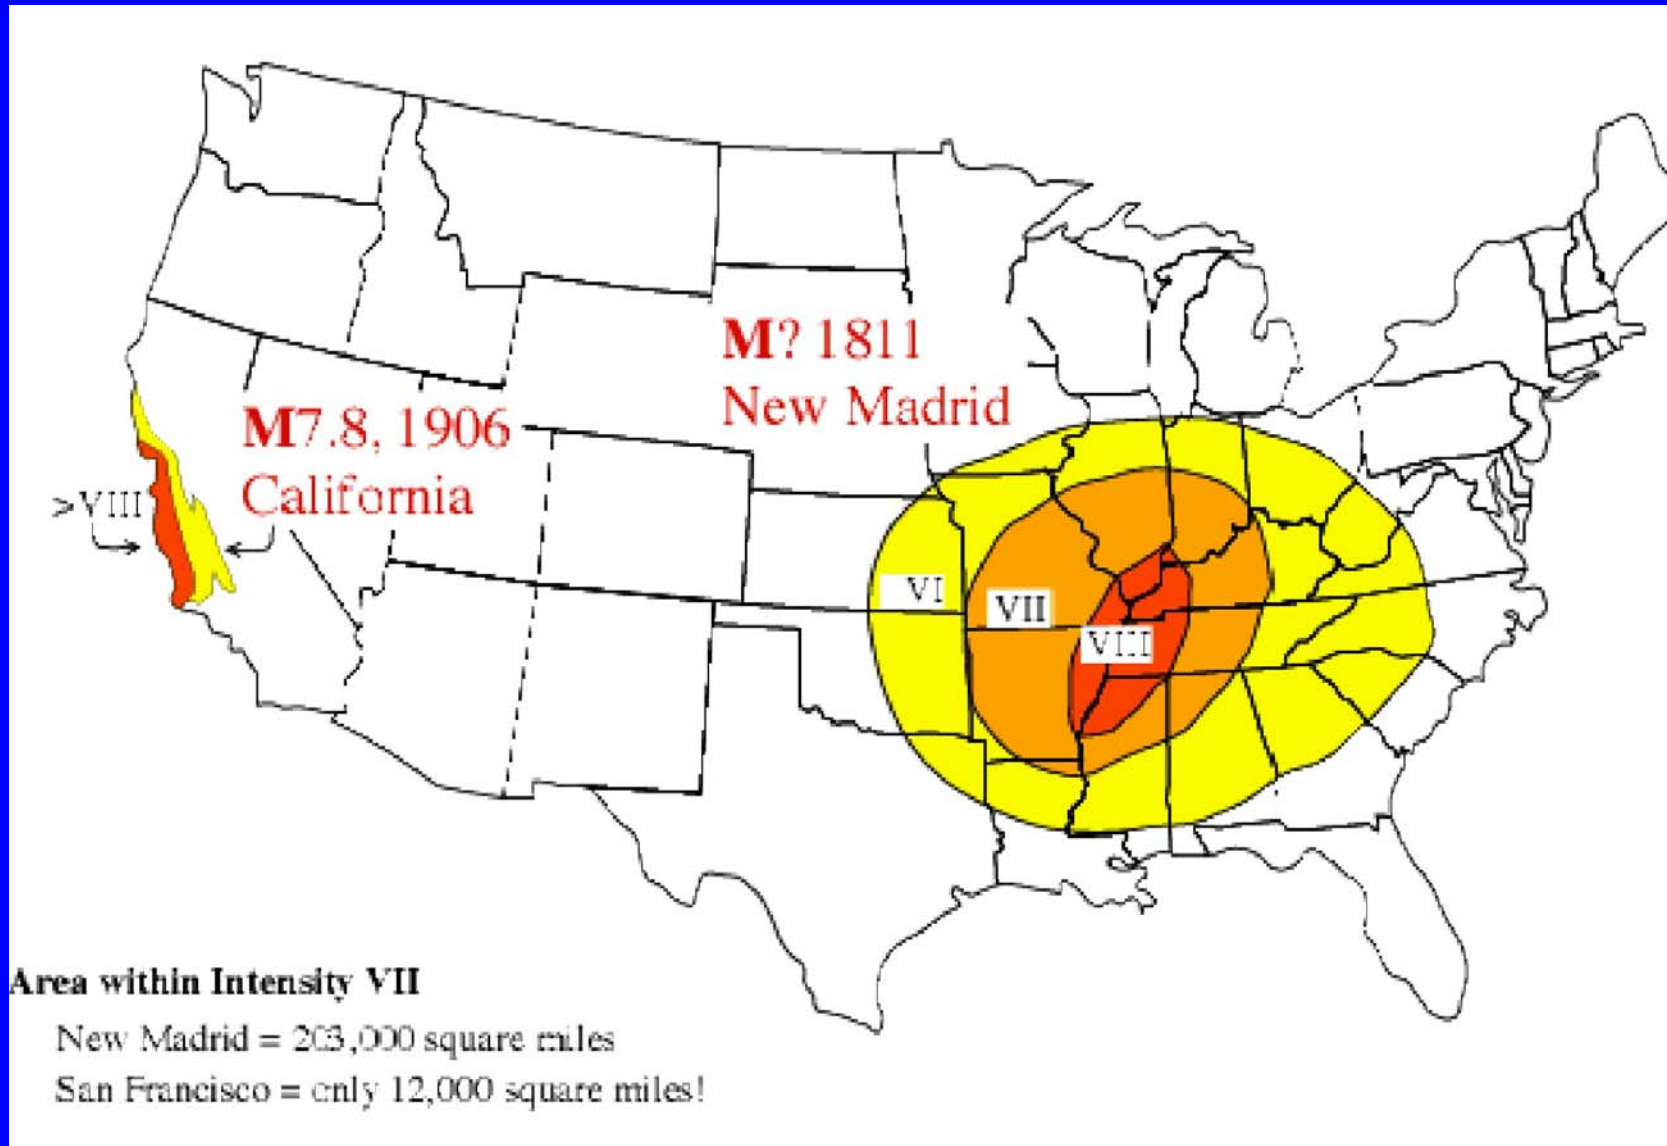 M? 1811
New Madrid
M7.8, 1906
California
>VIII
VI
VII
VIII
Area within Intensity VII
New Madrid = 203,000 square miles
San Francisco = only 12,000 square miles!